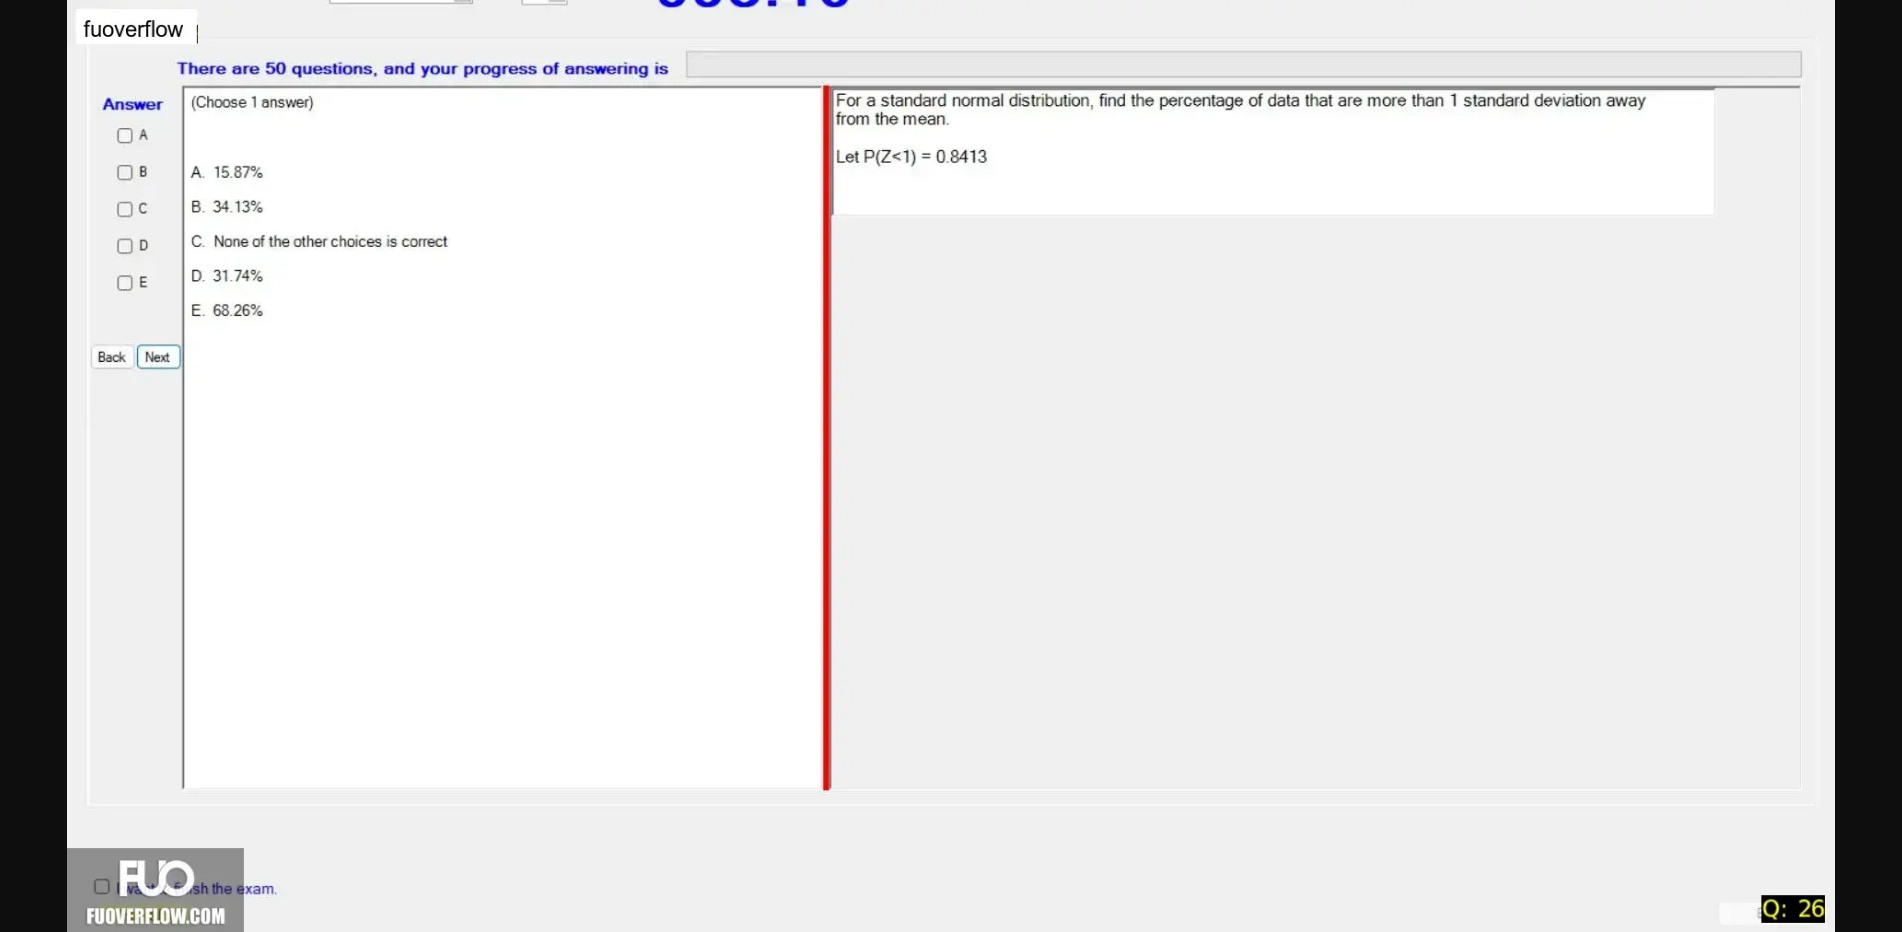 fuoverflow
There are 50 questions, and your progress of answering is
Answer
(Choose 1 answer)
For a standard normal distribution, find the percentage of data that are more than 1 standard deviation away
from the mean.
A
Let P(Z<1) = 0.8413
B
A. 15.87%
C
B. 34.13%
D
C. None of the other choices is correct
E
D. 31.74%
E. 68.26%
Back Next
FUO
the exam.
FUOVERFLOW.COM
Q: 26